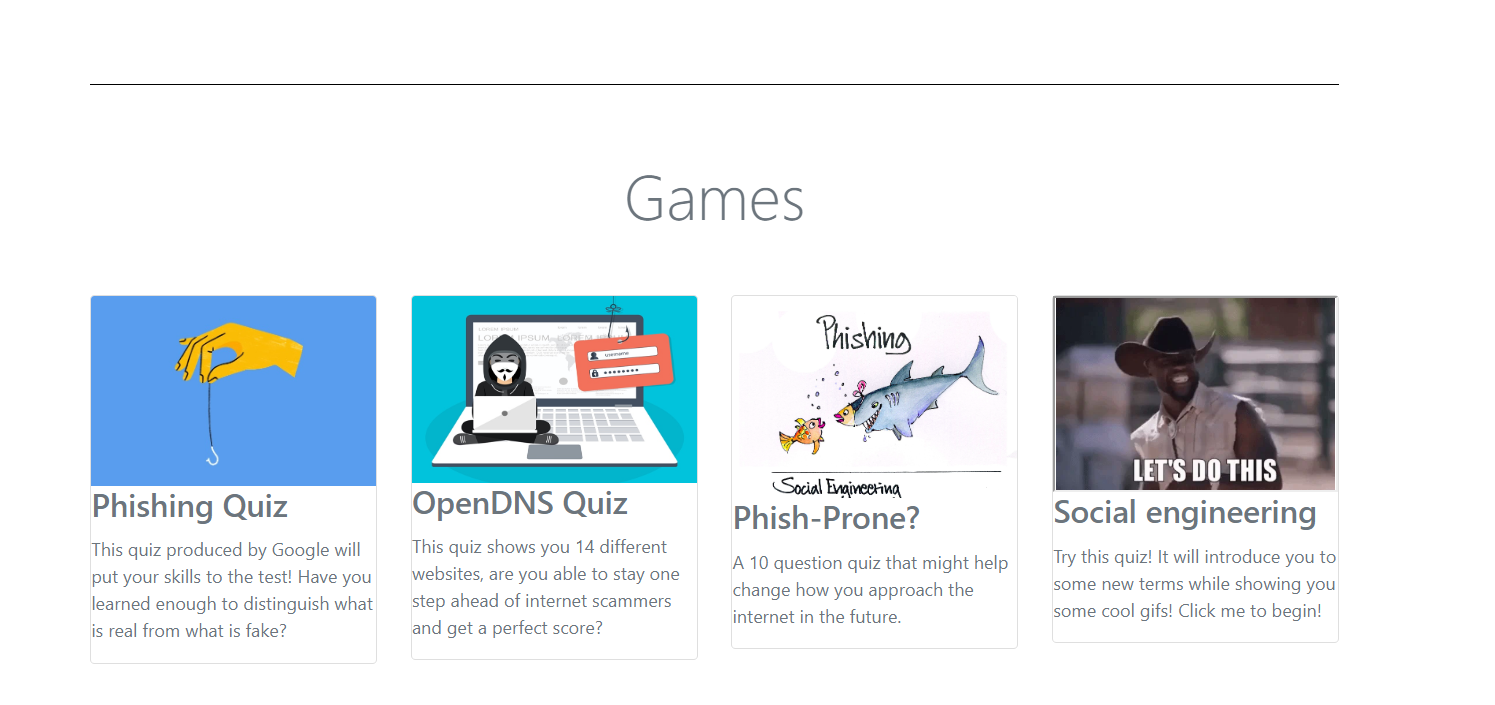 Games
Phishing Quiz
This quiz produced by Google will
put your skills to the test! Have you
learned enough to distinguish what
is real from what is fake?
LOREM IPSUM
username
OpenDNS Quiz
This quiz shows you 14 different
websites, are you able to stay one
step ahead of internet scammers
and get a perfect score?
Phishing
Social Engineering
Phish-Prone?
A 10 question quiz that might help
change how you approach the
internet in the future.
LET'S DO THIS
Social engineering
Try this quiz! It will introduce you to
some new terms while showing you
some cool gifs! Click me to begin!